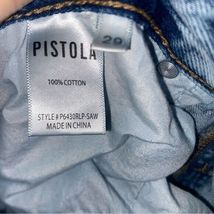 PISTOLA
29
100% COTTON
STYLE # P6430RLP-SAW
MADE IN CHINA